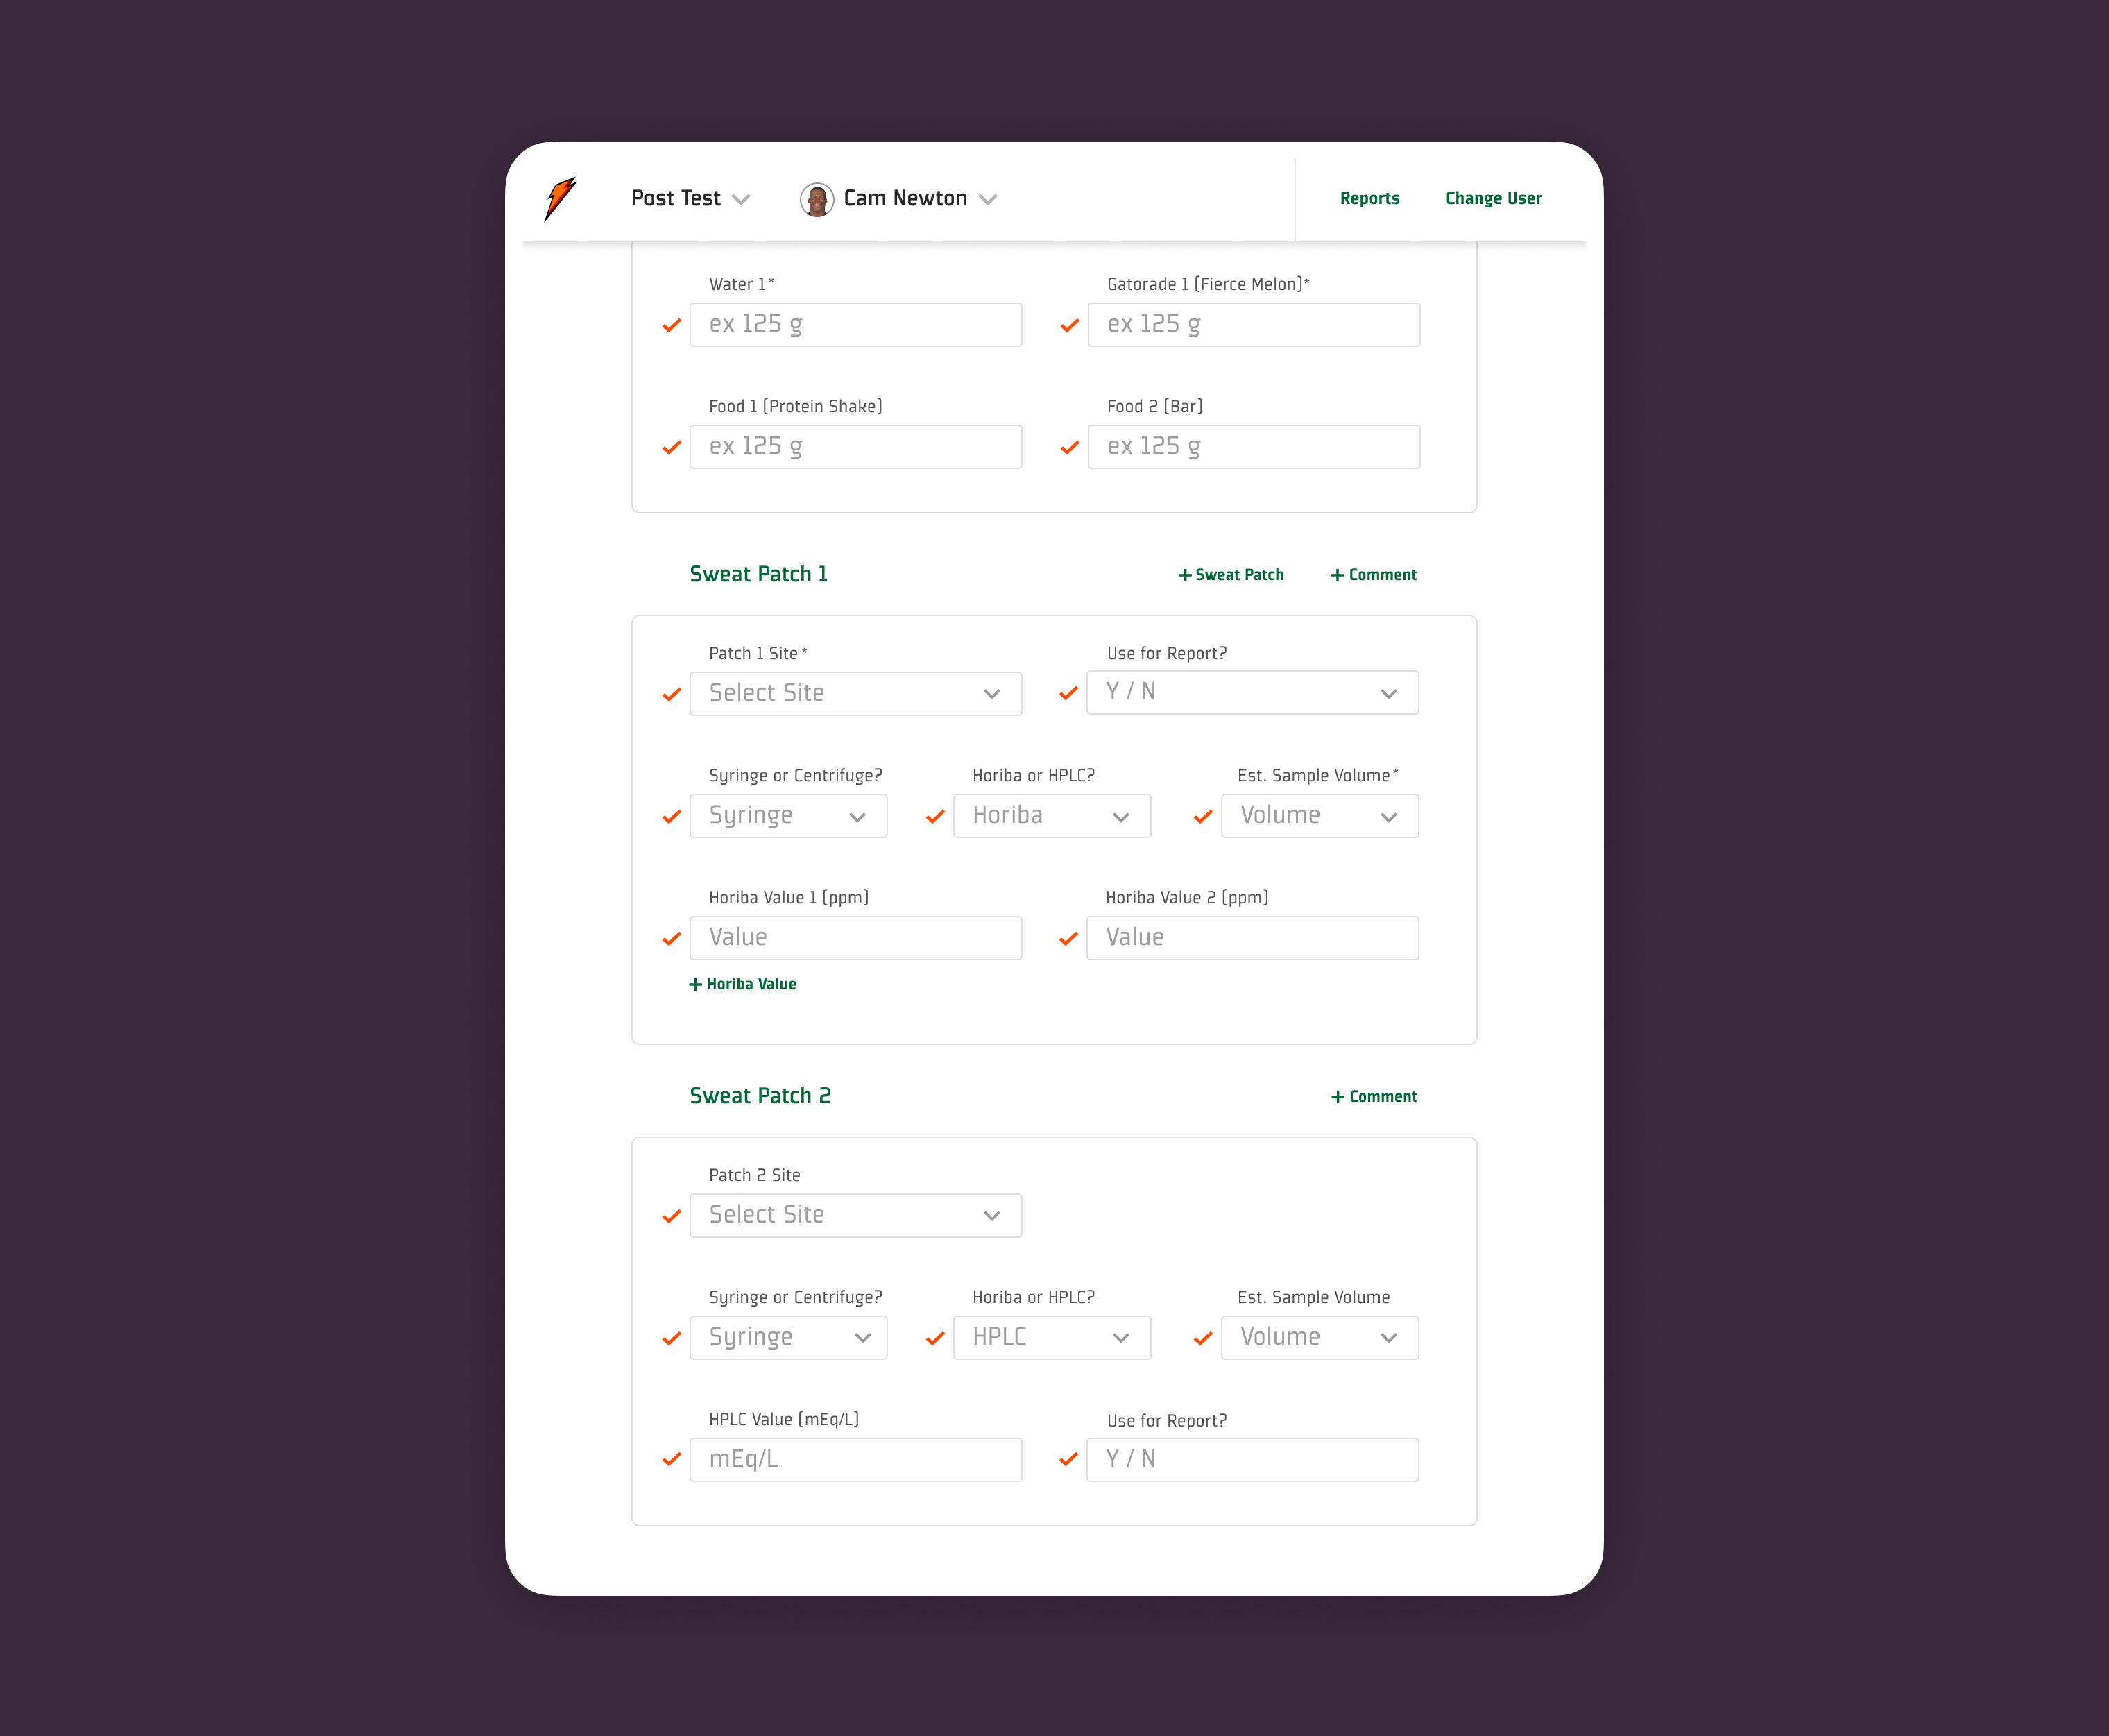 Post Test Cam Newton Reports Change User
Water 1* Gatorade 1 (Fierce Melon)*
ex 125 g ex 125 g
Food 1 (Protein Shake) Food 2 (Bar)
ex 125 g ex 125 g
Sweat Patch 1 + Sweat Patch + Comment
Patch 1 Site* Use for Report?
Select Site Y / N
Syringe or Centrifuge? Horiba or HPLC? Est. Sample Volume*
Syringe Horiba Volume
Horiba Value 1 (ppm) Horiba Value 2 (ppm)
Value Value
+ Horiba Value
Sweat Patch 2 + Comment
Patch 2 Site
Select Site
Syringe or Centrifuge? Horiba or HPLC? Est. Sample Volume
Syringe HPLC Volume
HPLC Value (mEq/L) Use for Report?
mEq/L Y / N